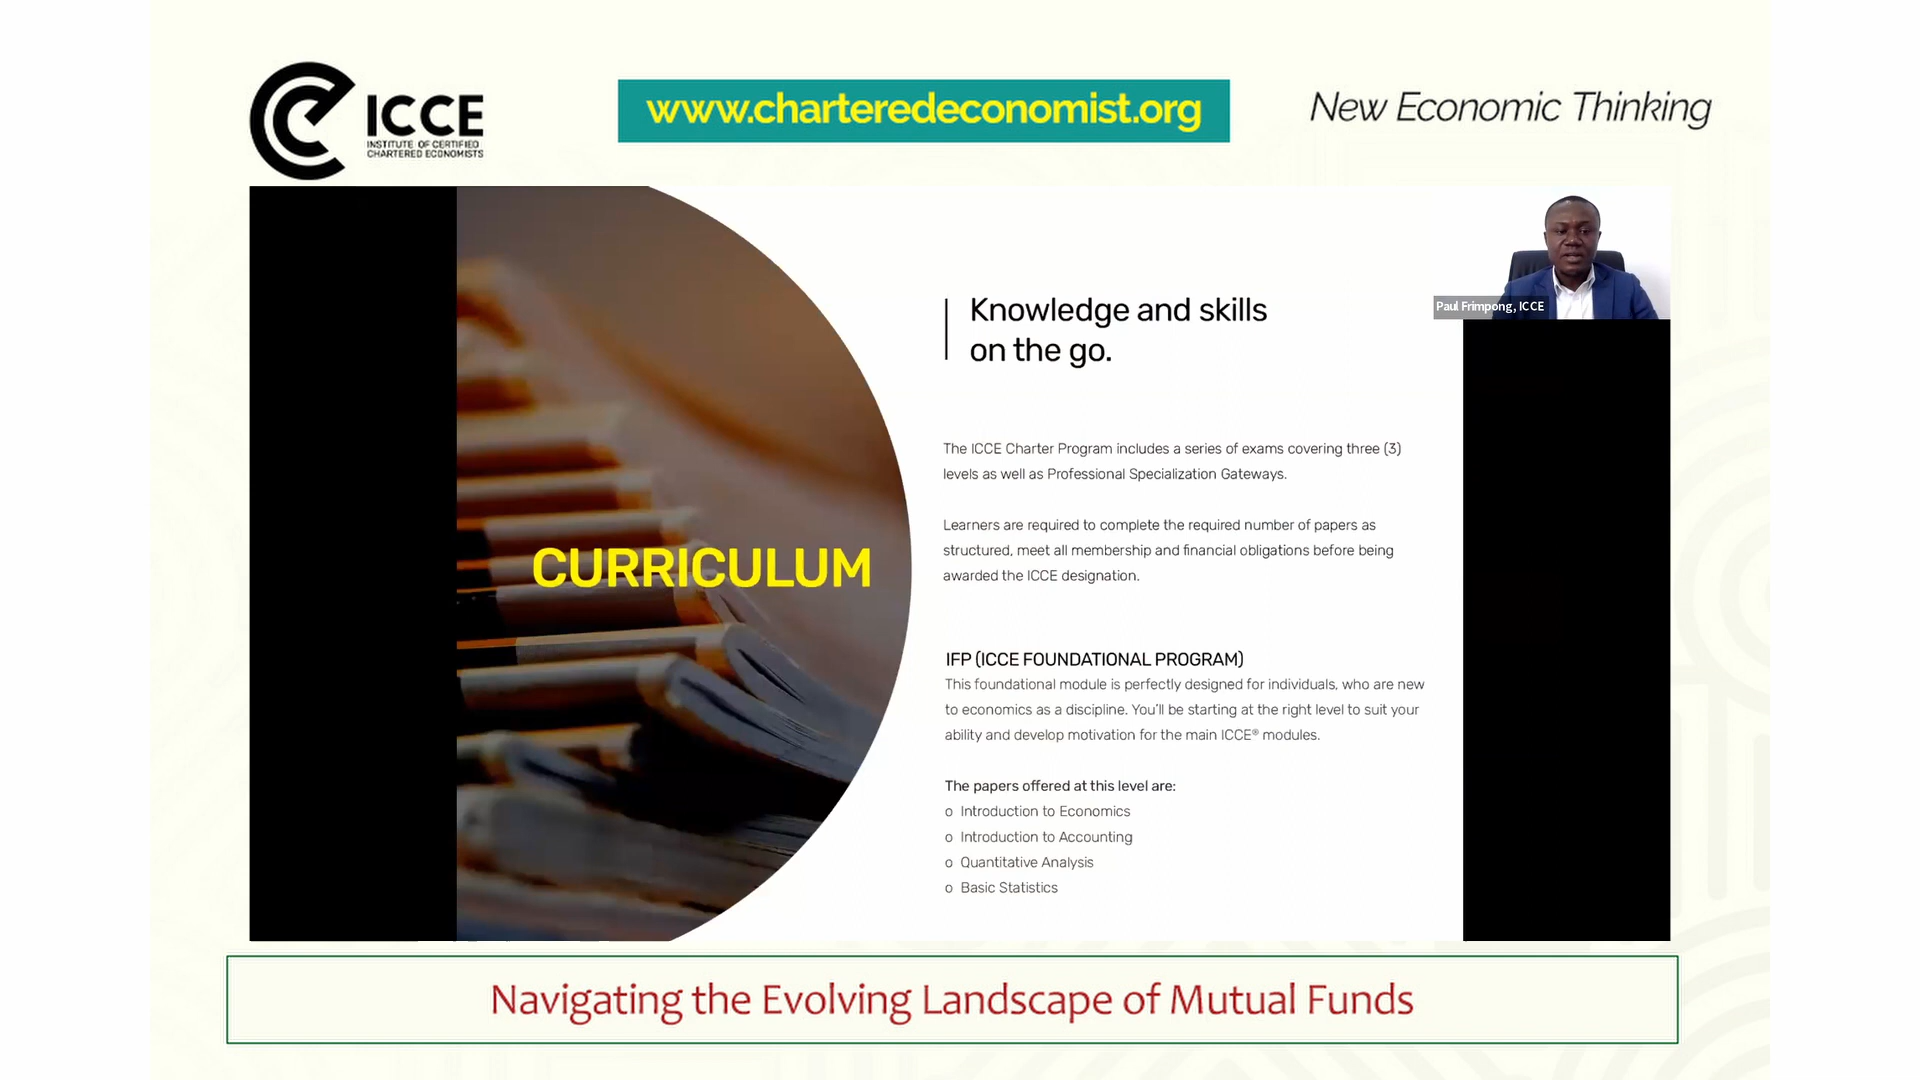 ICCE
INSTITUTE OF CERTIFIED
CHARTERED ECONOMISTS
www.charteredeconomist.org
New Economic Thinking
Paul Frimpong, ICCE
CURRICULUM
Knowledge and skills
on the go.
The ICCE Charter Program includes a series of exams covering three (3)
levels as well as Professional Specialization Gateways.
Learners are required to complete the required number of papers as
structured, meet all membership and financial obligations before being
awarded the ICCE designation.
IFP (ICCE FOUNDATIONAL PROGRAM)
This foundational module is perfectly designed for individuals, who are new
to economics as a discipline. You'll be starting at the right level to suit your
ability and develop motivation for the main ICCE® modules.
The papers offered at this level are:
o Introduction to Economics
o Introduction to Accounting
o Quantitative Analysis
o Basic Statistics
Navigating the Evolving Landscape of Mutual Funds